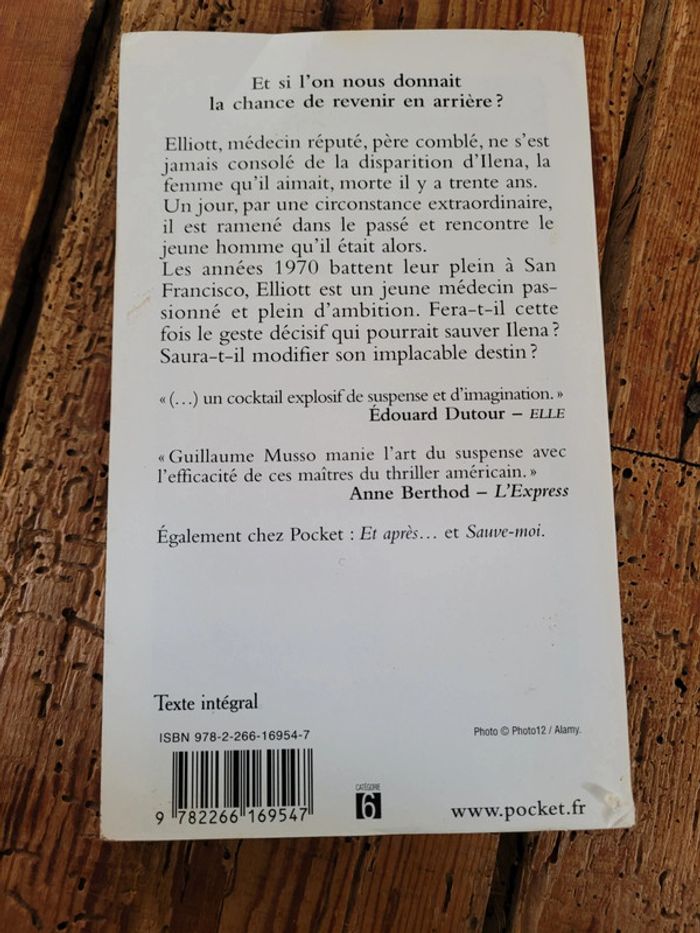 Et si l'on nous donnait
la chance de revenir en arrière ?
Elliott, médecin réputé, père comblé, ne s'est
jamais consolé de la disparition d'Ilena, la
femme qu'il aimait, morte il y a trente ans.
Un jour, par une circonstance extraordinaire,
il est ramené dans le passé et rencontre le
jeune homme qu'il était alors.
Les années 1970 battent leur plein à San
Francisco, Elliott est un jeune médecin pas-
sionné et plein d'ambition. Fera-t-il cette
fois le geste décisif qui pourrait sauver Ilena ?
Saura-t-il modifier son implacable destin ?
« (...) un cocktail explosif de suspense et d'imagination. »
Édouard Dutour – ELLE
« Guillaume Musso manie l'art du suspense avec
l'efficacité de ces maîtres du thriller américain. »
Anne Berthod – L'Express
Également chez Pocket : Et après... et Sauve-moi.
Texte intégral
ISBN 978-2-266-16954-7
Photo © Photo12 / Alamy.
9 782266 169547
CATÉGORIE
6
www.pocket.fr